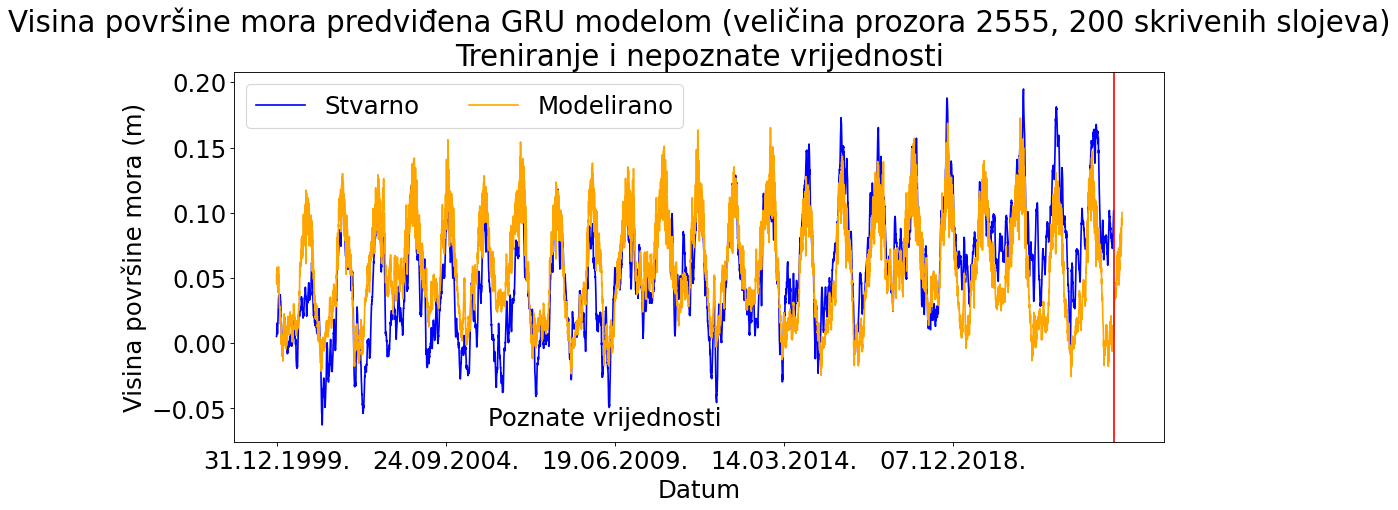 Visina površine mora predviđena GRU modelom (veličina prozora 2555, 200 skrivenih slojeva)
Treniranje i nepoznate vrijednosti
Stvarno Modelirano
Visina površine mora (m)
0.20
0.15
0.10
0.05
0.00
−0.05
Poznate vrijednosti
31.12.1999. 24.09.2004. 19.06.2009. 14.03.2014. 07.12.2018.
Datum